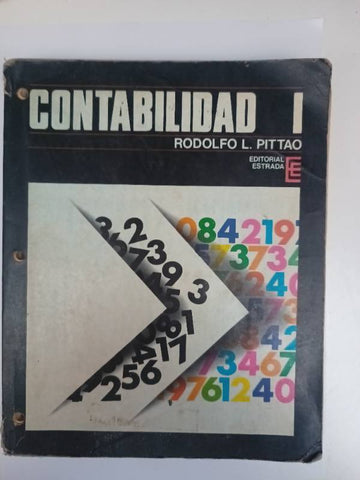 CONTABILIDAD I
RODOLFO L. PITTAO
EDITORIAL
ESTRADA